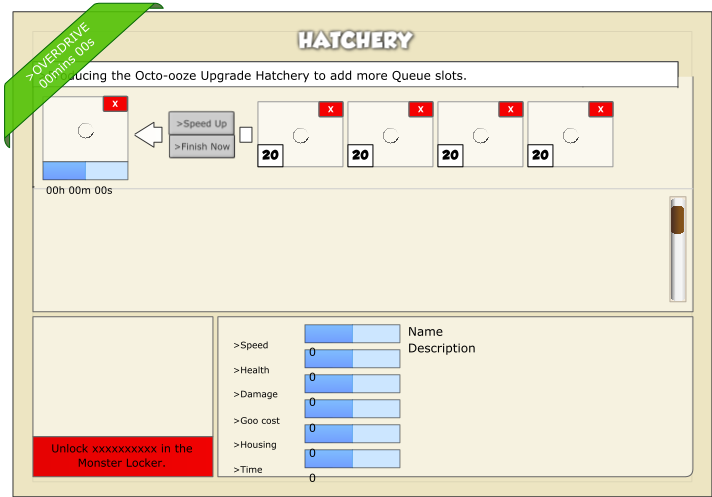 HATCHERY
>OVERDRIVE
00mins 00s
ducing the Octo-ooze Upgrade Hatchery to add more Queue slots.
X
X
X
X
X
>Speed Up
>Finish Now
20
20
20
20
00h 00m 00s
>Speed
0
>Health
0
>Damage
0
>Goo cost
0
>Housing
0
>Time
0
Name
Description
Unlock xxxxxxxxxx in the
Monster Locker.